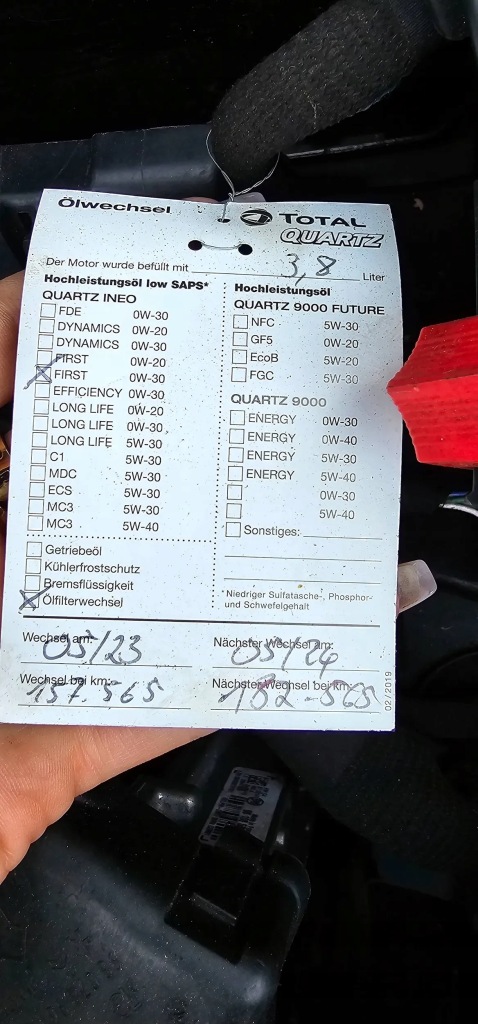 Ölwechsel
TOTAL
QUARTZ
Der Motor wurde befüllt mit 3,8 Liter
Hochleistungsöl low SAPS*
QUARTZ INEO
FDE 0W-30
DYNAMICS 0W-20
DYNAMICS 0W-30
FIRST 0W-20
FIRST 0W-30
EFFICIENCY 0W-30
LONG LIFE 0W-20
LONG LIFE 0W-30
LONG LIFE 5W-30
C1 5W-30
MDC 5W-30
ECS 5W-30
MC3 5W-30
MC3 5W-40
Getriebeöl
Kühlerfrostschutz
Bremsflüssigkeit
Ölfilterwechsel
Hochleistungsöl
QUARTZ 9000 FUTURE
NFC 5W-30
GF5 0W-20
EcoB 5W-20
FGC 5W-30
QUARTZ 9000
ENERGY 0W-30
ENERGY 0W-40
ENERGY 5W-30
ENERGY 5W-40
0W-30
5W-40
Sonstiges:
*Niedriger Sulfatasche-, Phosphor-
und Schwefelgehalt
Wechsel am: 05/23
Nächster Wechsel am: 05/24
Wechsel bei km: 157.565
Nächster Wechsel bei km: 182-565
02/2019